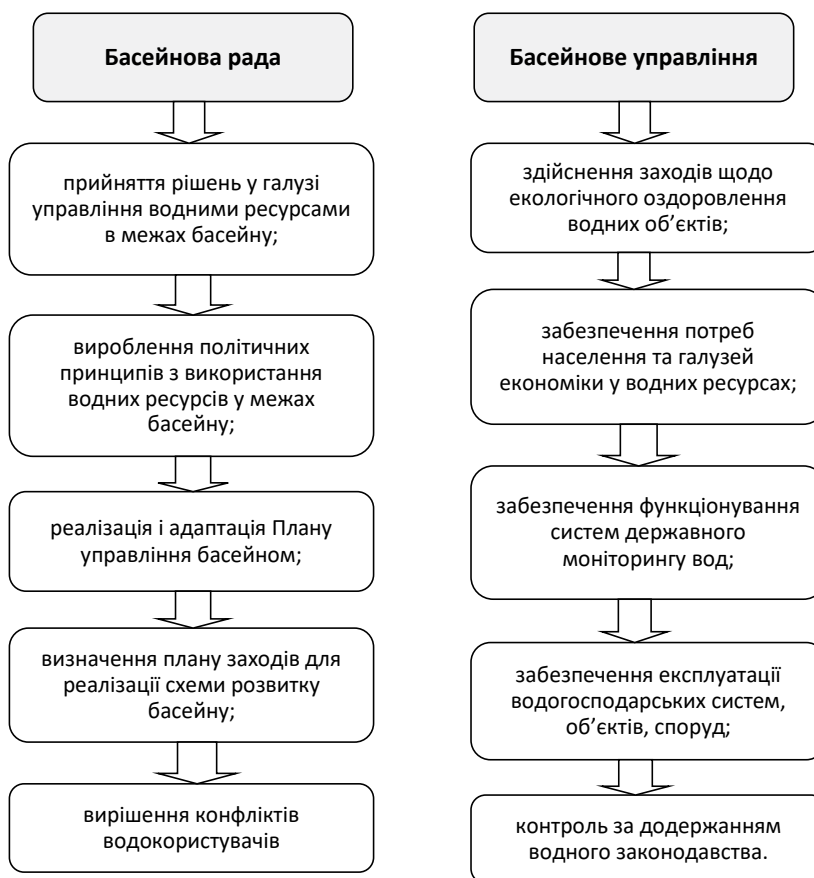 Басейнова рада
прийняття рішень у галузі
управління водними ресурсами
в межах басейну;
вироблення політичних
принципів з використання
водних ресурсів у межах
басейну;
реалізація і адаптація Плану
управління басейном;
визначення плану заходів для
реалізації схеми розвитку
басейну;
вирішення конфліктів
водокористувачів
Басейнове управління
здійснення заходів щодо
екологічного оздоровлення
водних об’єктів;
забезпечення потреб
населення та галузей
економіки у водних ресурсах;
забезпечення функціонування
систем державного
моніторингу вод;
забезпечення експлуатації
водогосподарських систем,
об’єктів, споруд;
контроль за додержанням
водного законодавства.